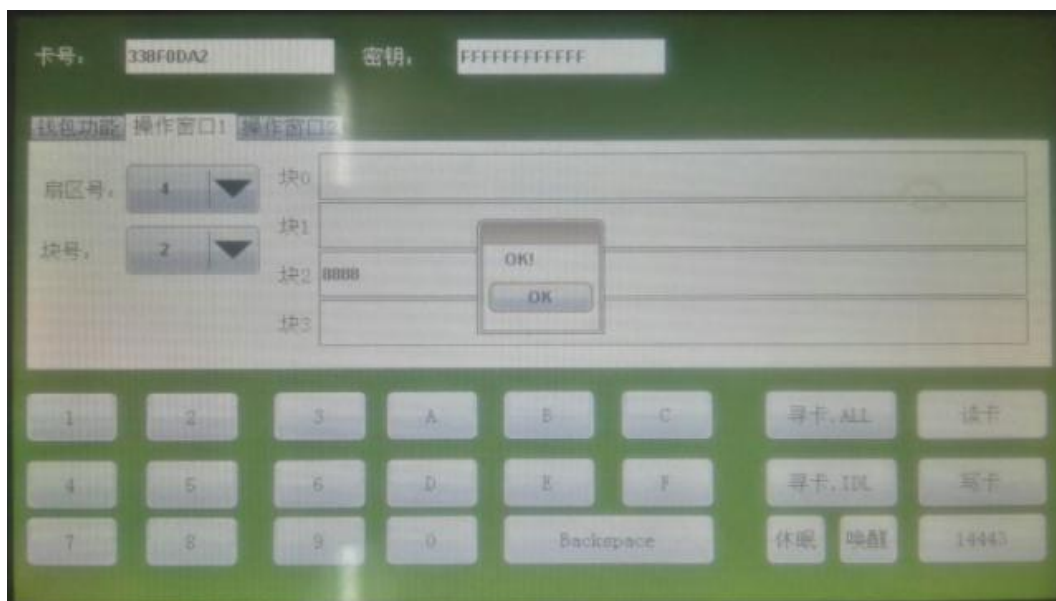 卡号: 338F0DA2 密钥: FFFFFFFFFFFF
钱包功能 操作窗口1 操作窗口2
扇区号: 4 块0
块号: 2 块1
块2 8888
块3
OK!
OK
1 2 3 A B C 寻卡.ALL 读卡
4 5 6 D E F 寻卡.IDL 写卡
7 8 9 0 Backspace 休眠 唤醒 14443